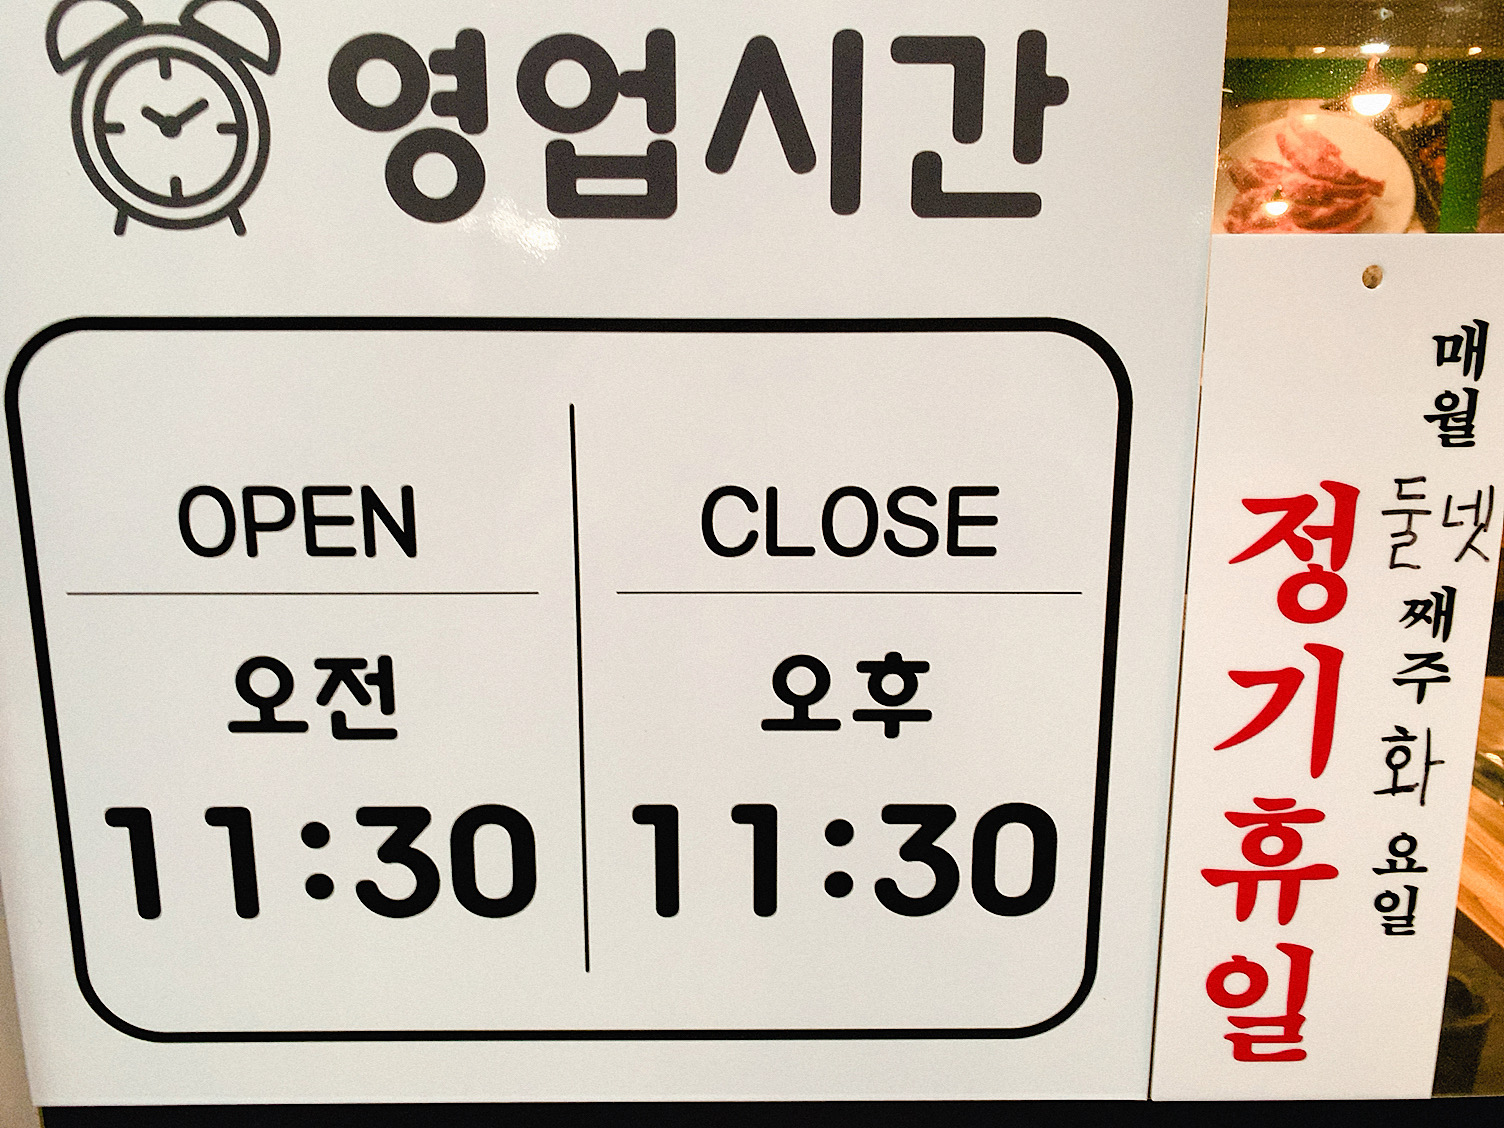 영업시간
OPEN
오전
11:30
CLOSE
오후
11:30
매월 둘넷째주 화요일
정기휴일